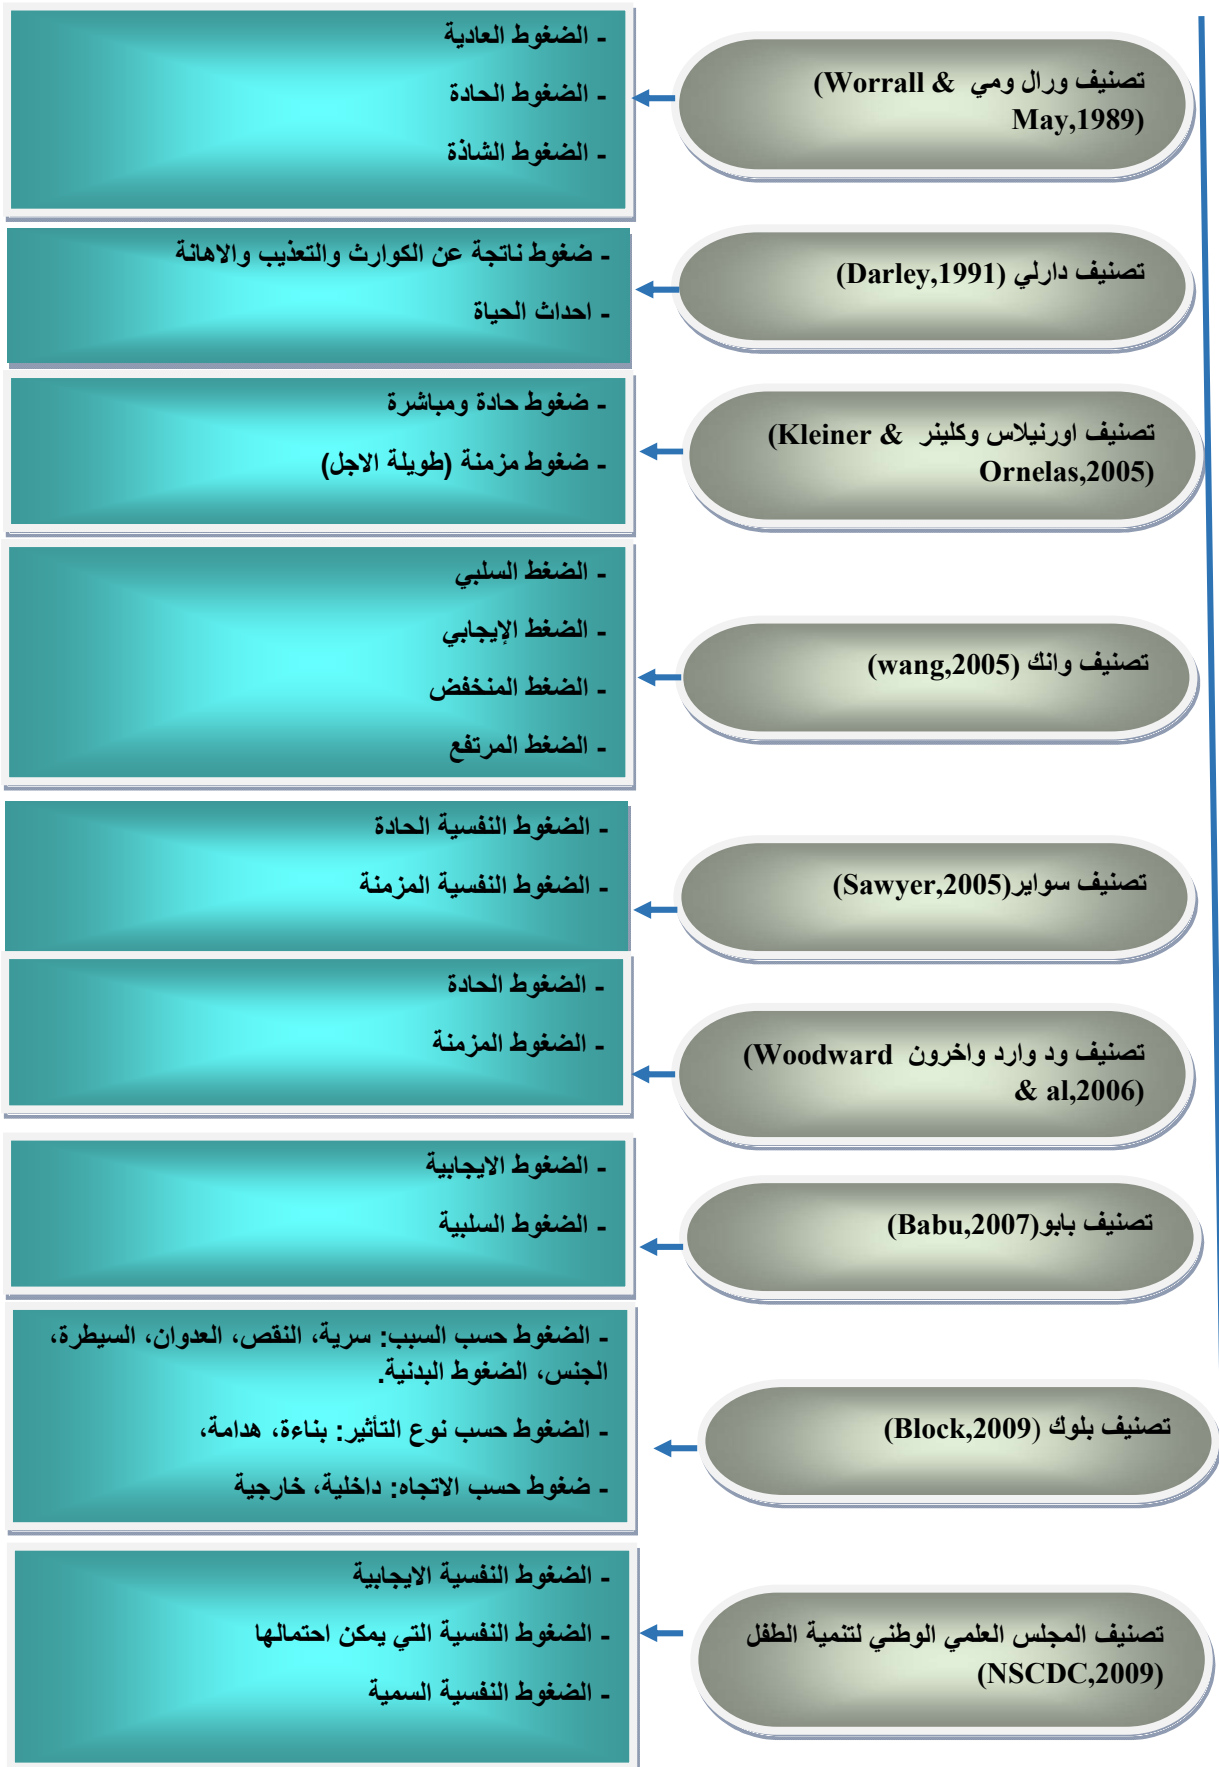 تصنيف ورال ومي (Worrall &
May,1989)
- الضغوط العادية
- الضغوط الحادة
- الضغوط الشاذة
تصنيف دارلي (Darley,1991)
- ضغوط ناتجة عن الكوارث والتعذيب والاهانة
- احداث الحياة
تصنيف اورنيلاس وكلينر (Kleiner &
Ornelas,2005)
- ضغوط حادة ومباشرة
- ضغوط مزمنة (طويلة الاجل)
تصنيف وانك (wang,2005)
- الضغط السلبي
- الضغط الإيجابي
- الضغط المنخفض
- الضغط المرتفع
تصنيف سواير(Sawyer,2005)
- الضغوط النفسية الحادة
- الضغوط النفسية المزمنة
تصنيف ود وارد واخرون (Woodward
& al,2006)
- الضغوط الحادة
- الضغوط المزمنة
تصنيف بابو(Babu,2007)
- الضغوط الايجابية
- الضغوط السلبية
تصنيف بلوك (Block,2009)
- الضغوط حسب السبب: سرية، النقص، العدوان، السيطرة،
الجنس، الضغوط البدنية.
- الضغوط حسب نوع التأثير: بناءة، هدامة،
- ضغوط حسب الاتجاه: داخلية، خارجية
تصنيف المجلس العلمي الوطني لتنمية الطفل
(NSCDC,2009)
- الضغوط النفسية الايجابية
- الضغوط النفسية التي يمكن احتمالها
- الضغوط النفسية السمية